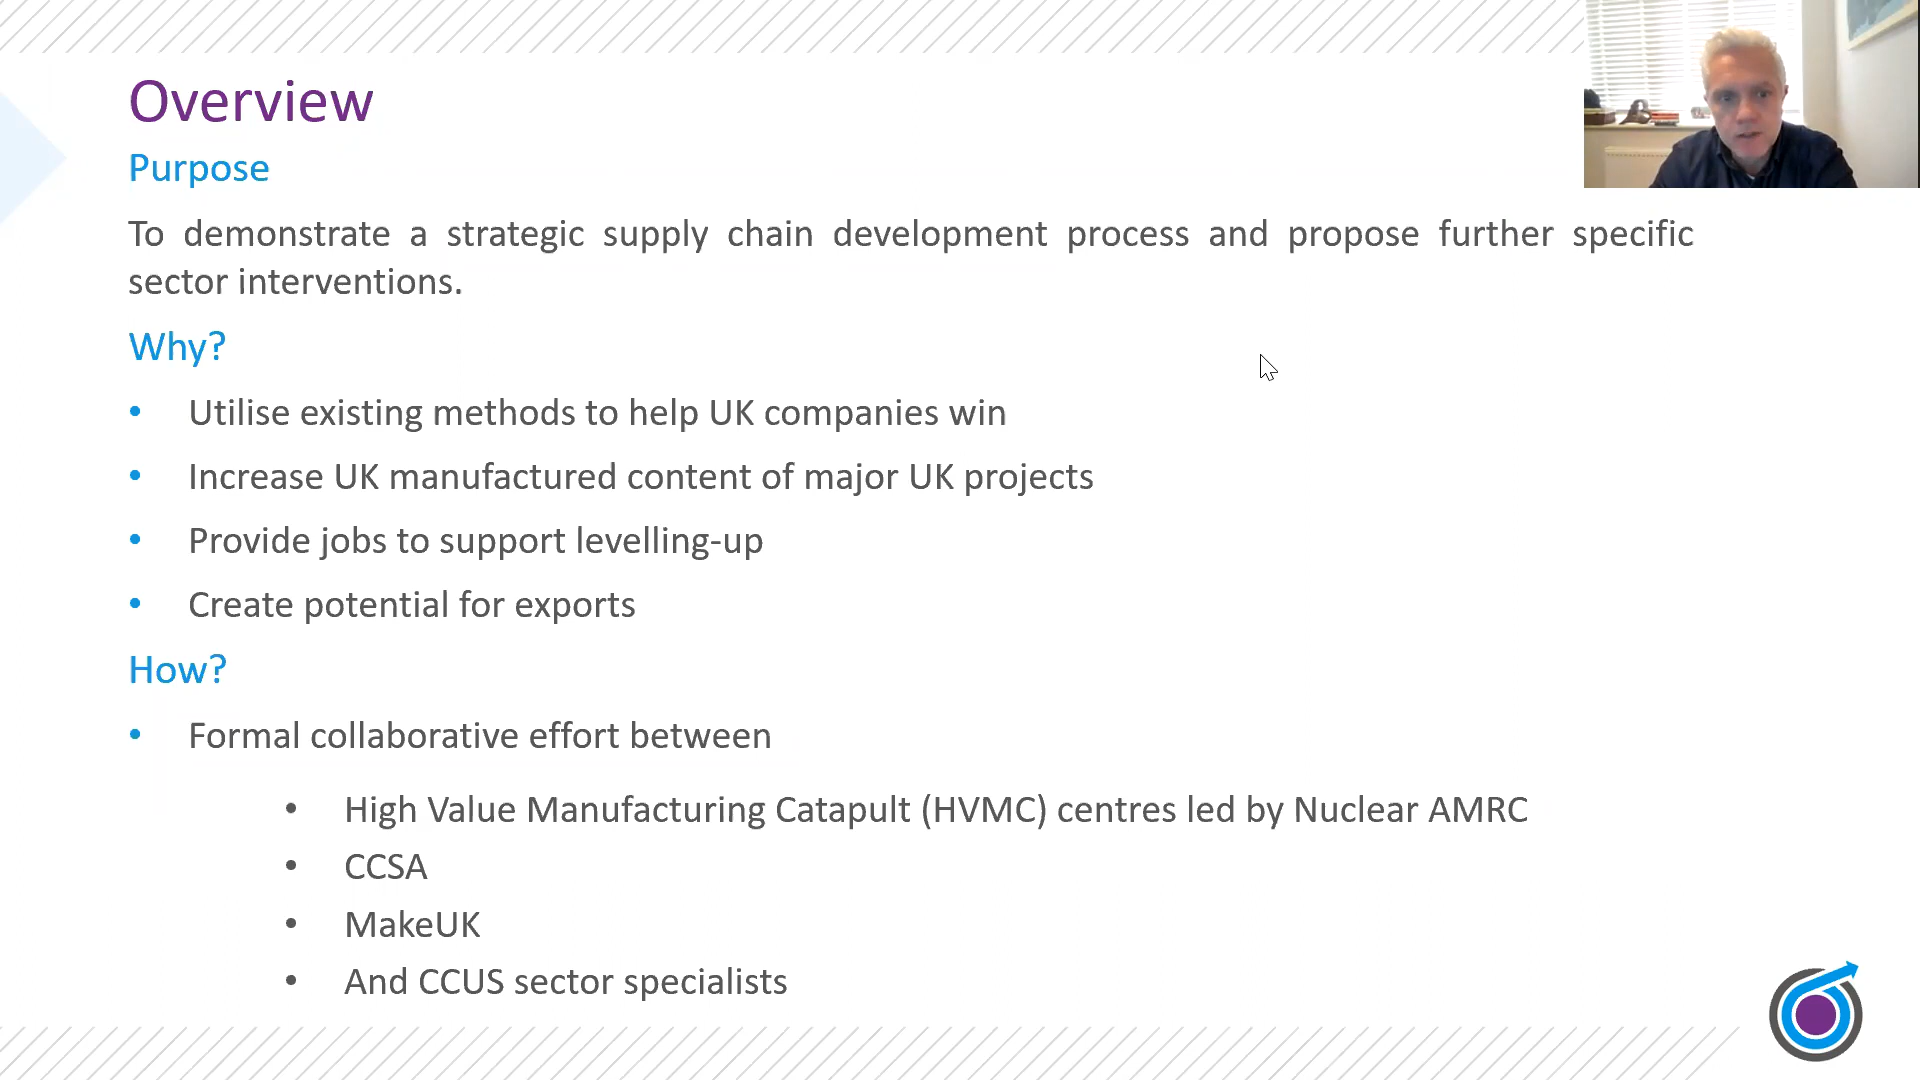 Overview
Purpose
To demonstrate a strategic supply chain development process and propose further specific
sector interventions.
Why?
• Utilise existing methods to help UK companies win
• Increase UK manufactured content of major UK projects
• Provide jobs to support levelling-up
• Create potential for exports
How?
• Formal collaborative effort between
• High Value Manufacturing Catapult (HVMC) centres led by Nuclear AMRC
• CCSA
• MakeUK
• And CCUS sector specialists